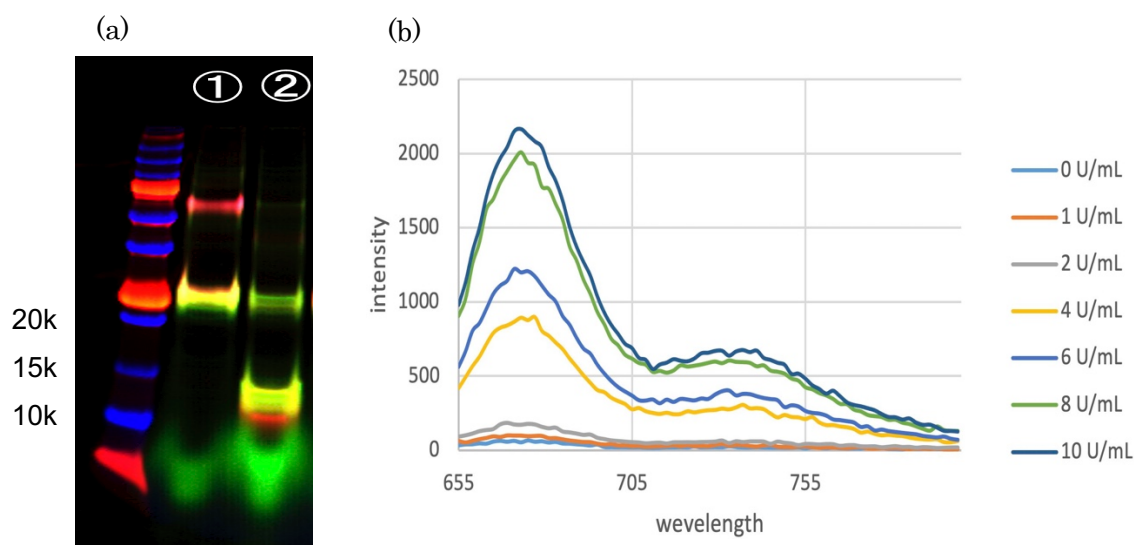 (a)
① ②
20k
15k
10k
(b)
2500
2000
1500
1000
500
0
intensity
655 705 755
wevelength
0 U/mL
1 U/mL
2 U/mL
4 U/mL
6 U/mL
8 U/mL
10 U/mL